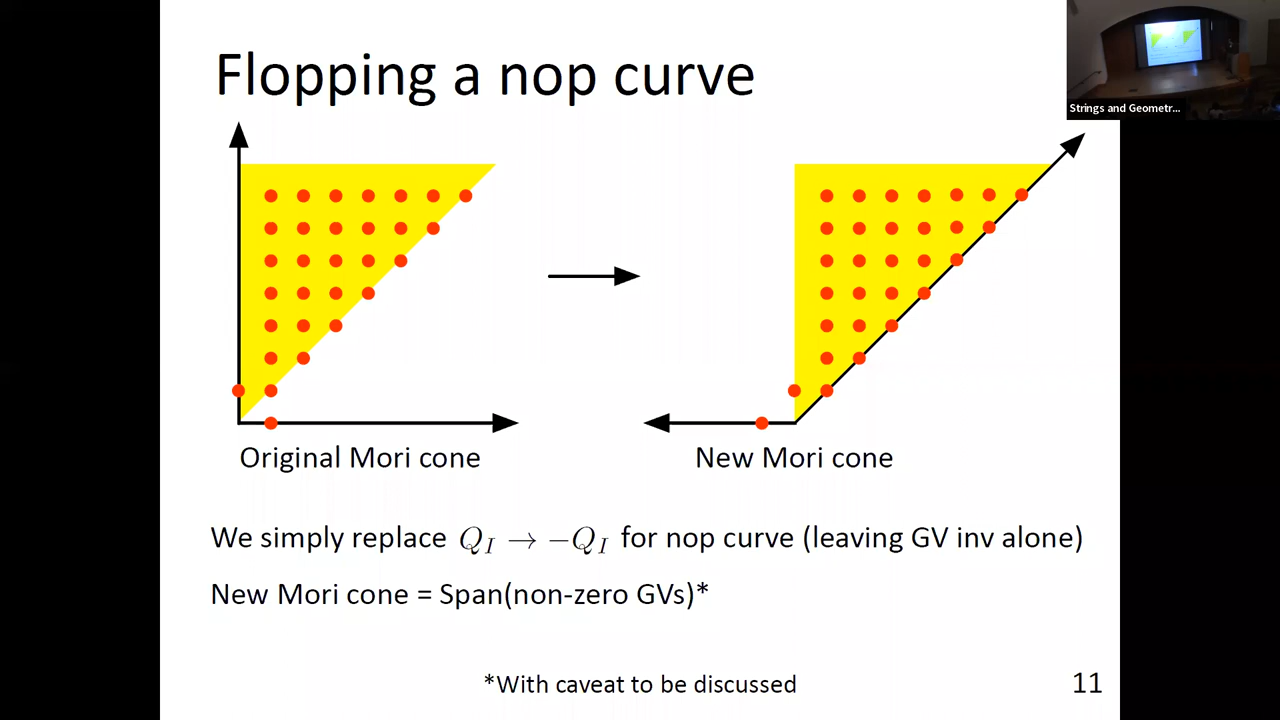 Flopping a nop curve
Strings and Geometr...
Original Mori cone
New Mori cone
We simply replace Q_I → −Q_I for nop curve (leaving GV inv alone)
New Mori cone = Span(non-zero GVs)*
*With caveat to be discussed
11